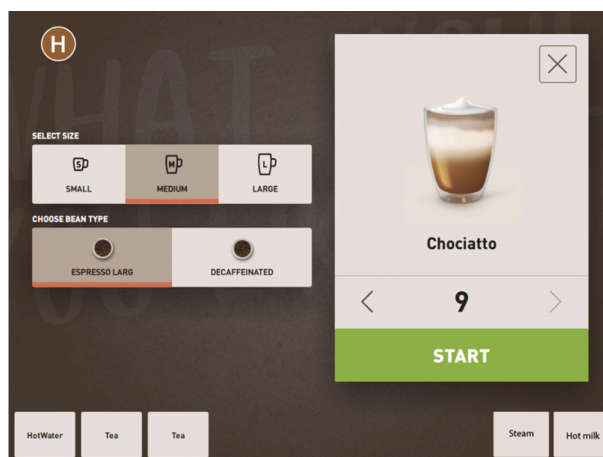 H
SELECT SIZE
S
M
L
SMALL
MEDIUM
LARGE
CHOOSE BEAN TYPE
ESPRESSO LARG
DECAFFEINATED
Chociatto
9
START
HotWater
Tea
Tea
Steam
Hot milk